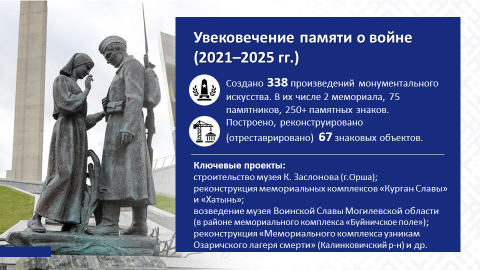 Увековечение памяти о войне
(2021–2025 гг.)
Создано 338 произведений монументального
искусства. В их числе 2 мемориала, 75
памятников, 250+ памятных знаков.
Построено, реконструировано
(отреставрировано) 67 знаковых объектов.
Ключевые проекты:
строительство музея К. Заслонова (г.Орша);
реконструкция мемориальных комплексов «Курган Славы»
и «Хатынь»;
возведение музея Воинской Славы Могилевской области
(в районе мемориального комплекса «Буйничское поле»);
реконструкция «Мемориального комплекса узникам
Озаричского лагеря смерти» (Калинковичский р-н) и др.